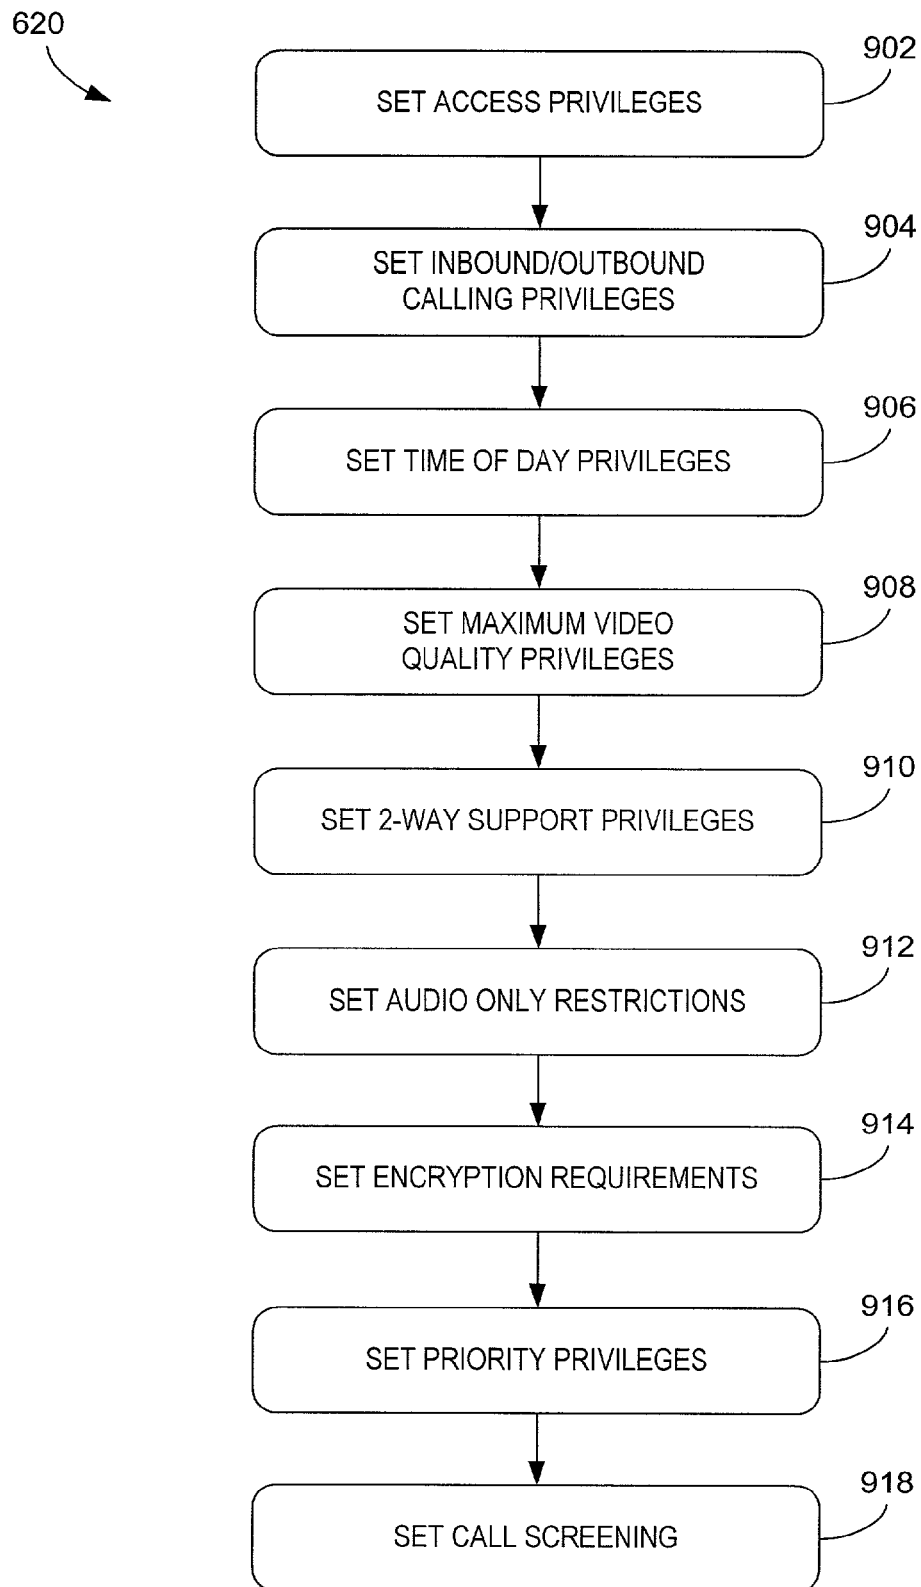 620
902
SET ACCESS PRIVILEGES
904
SET INBOUND/OUTBOUND
CALLING PRIVILEGES
906
SET TIME OF DAY PRIVILEGES
908
SET MAXIMUM VIDEO
QUALITY PRIVILEGES
910
SET 2-WAY SUPPORT PRIVILEGES
912
SET AUDIO ONLY RESTRICTIONS
914
SET ENCRYPTION REQUIREMENTS
916
SET PRIORITY PRIVILEGES
918
SET CALL SCREENING